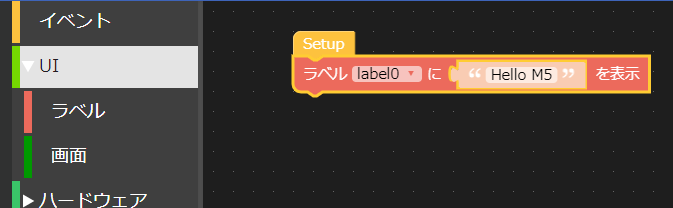 イベント
▼ UI
ラベル
画面
▶ ハードウェア
Setup
ラベル label0 ▼ に “ Hello M5 ” を表示